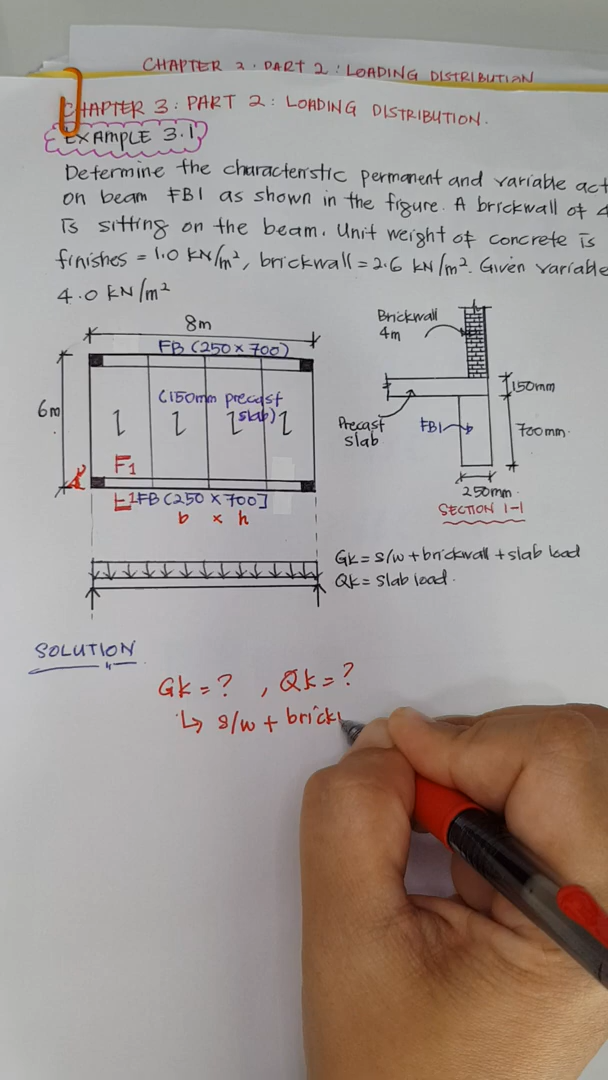 CHAPTER 3 : PART 2 : LOADING DISTRIBUTION
CHAPTER 3 : PART 2 : LOADING DISTRIBUTION.
EXAMPLE 3.1
Determine the characteristic permanent and variable act
on beam FB1 as shown in the figure. A brickwall of 4
is sitting on the beam. Unit weight of concrete is
finishes = 1.0 kN/m², brickwall = 2.6 kN/m². Given variable
4.0 kN/m²
8m
FB (250 x 700)
6m
(150mm precast
slab)
F1
FB (250 x 700]
b x h
Brickwall
4m
150mm
Precast
slab
FB1
700mm.
250mm.
SECTION 1-1
Gk = s/w + brickwall + slab load
Qk = slab load.
SOLUTION
Gk = ? , Qk = ?
↳ s/w + brick